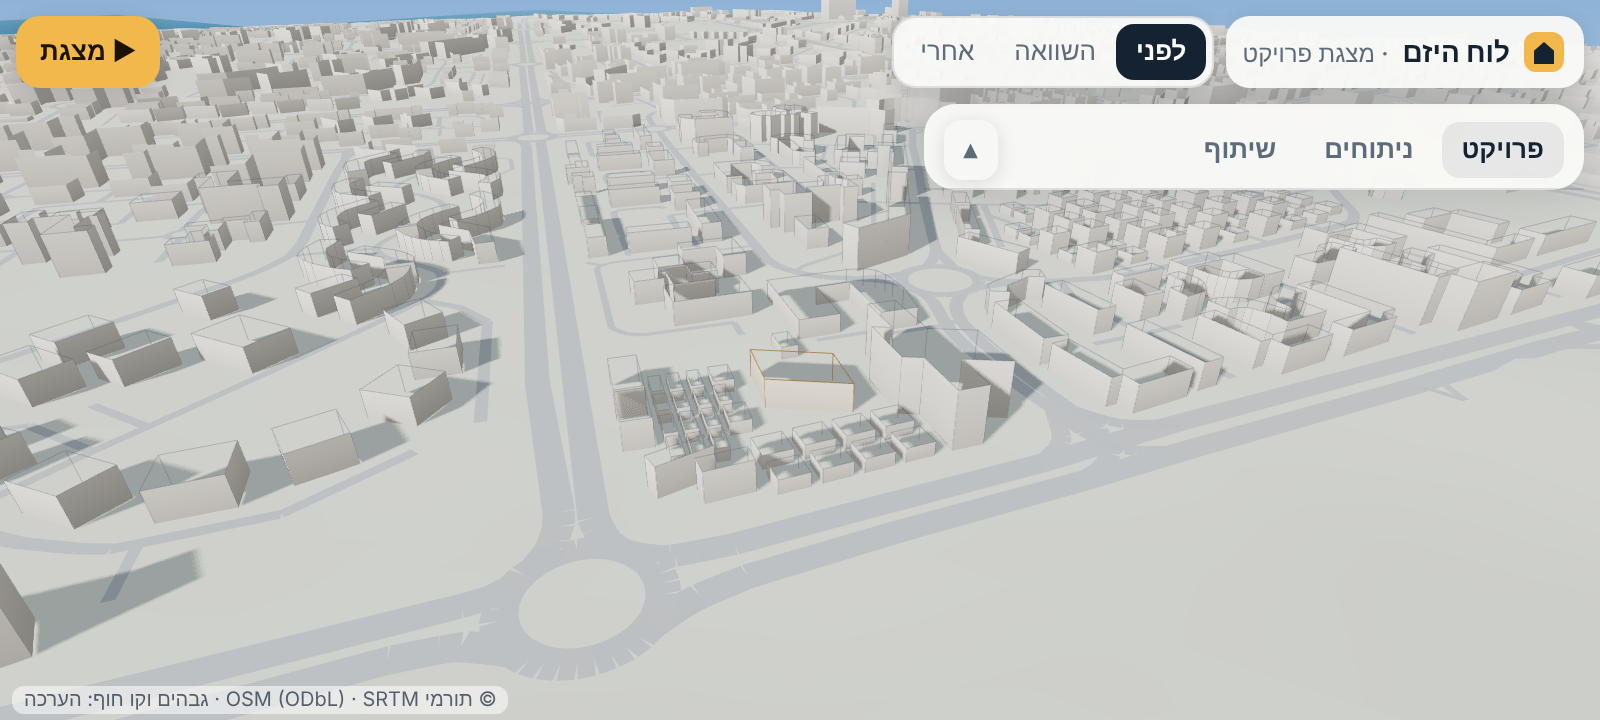 לוח היזם · מצגת פרויקט
לפני השוואה אחרי
▶ מצגת
פרויקט ניתוחים שיתוף ▲
© תורמי OSM (ODbL) · SRTM · גבהים וקו חוף: הערכה